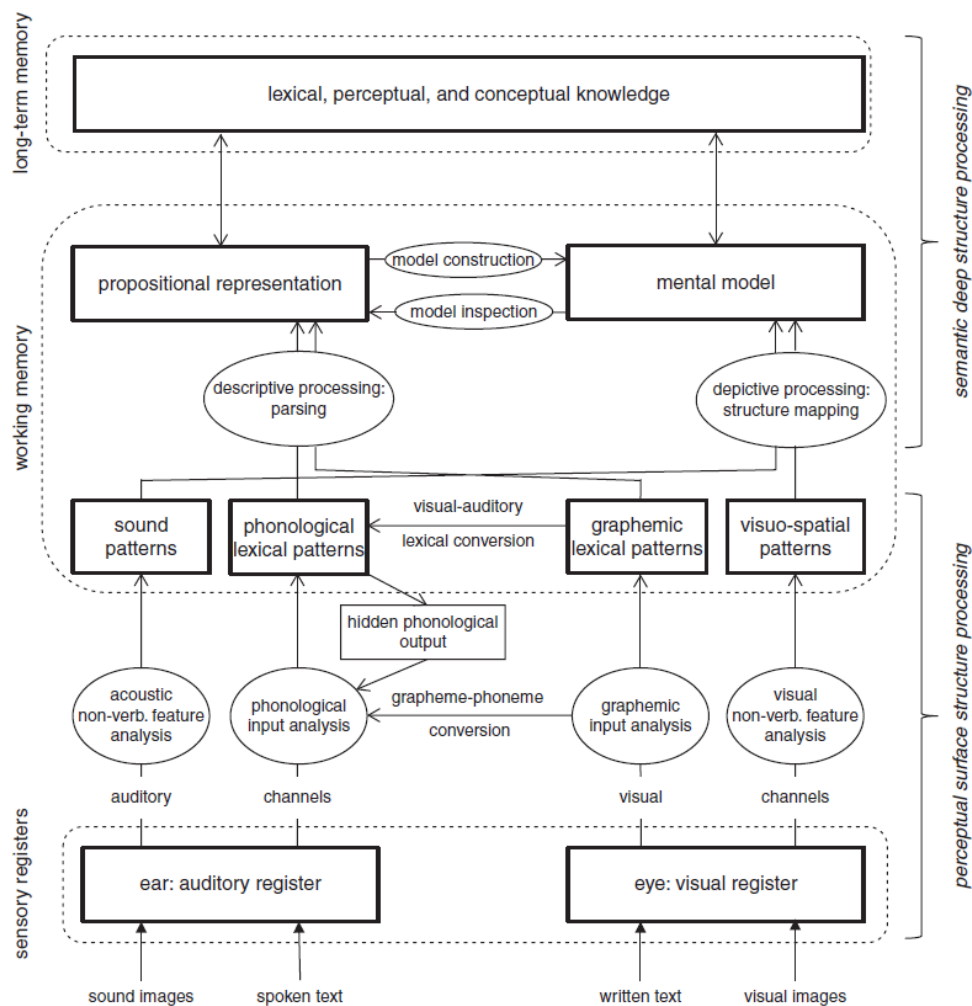 long-term memory
lexical, perceptual, and conceptual knowledge
semantic deep structure processing
working memory
propositional representation
model construction
model inspection
mental model
descriptive processing:
parsing
depictive processing:
structure mapping
sound
patterns
phonological
lexical patterns
visual-auditory
lexical conversion
graphemic
lexical patterns
visuo-spatial
patterns
perceptual surface structure processing
hidden phonological
output
acoustic
non-verb. feature
analysis
phonological
input analysis
grapheme-phoneme
conversion
graphemic
input analysis
visual
non-verb. feature
analysis
auditory
channels
visual
channels
sensory registers
ear: auditory register
eye: visual register
sound images
spoken text
written text
visual images